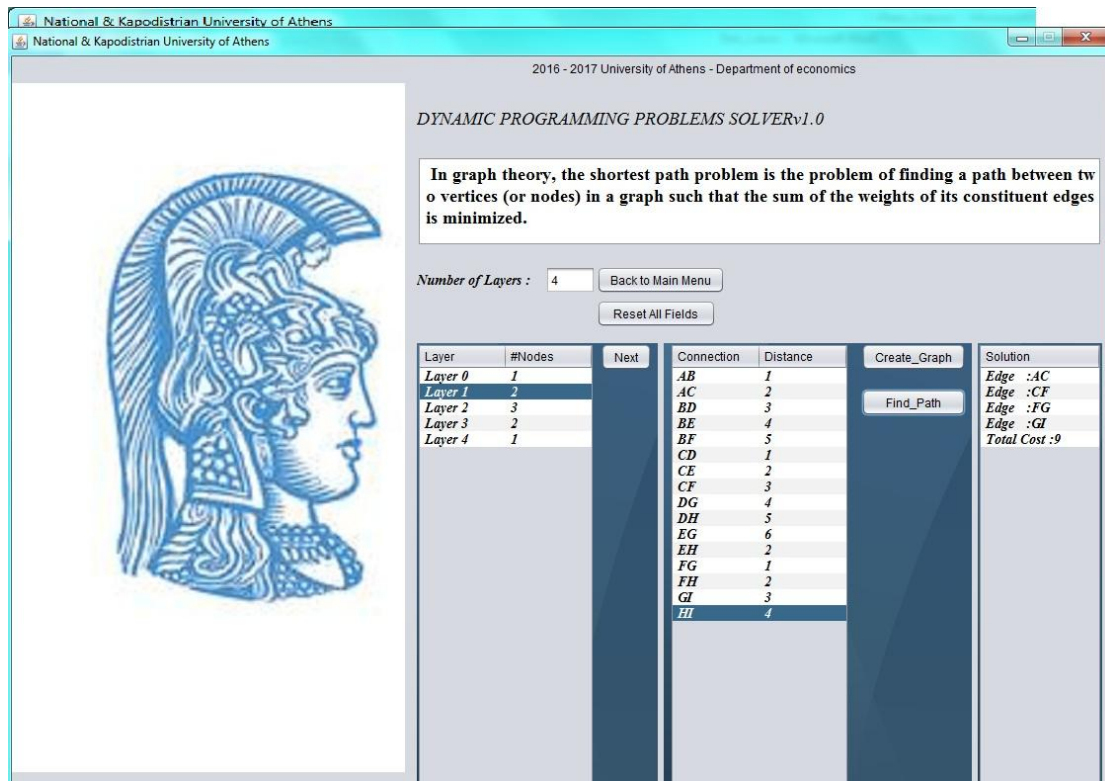 National & Kapodistrian University of Athens
National & Kapodistrian University of Athens
2016 - 2017 University of Athens - Department of economics
DYNAMIC PROGRAMMING PROBLEMS SOLVERv1.0
In graph theory, the shortest path problem is the problem of finding a path between tw
o vertices (or nodes) in a graph such that the sum of the weights of its constituent edges
is minimized.
Number of Layers : 4 Back to Main Menu
Reset All Fields
Layer #Nodes
Layer 0 1
Layer 1 2
Layer 2 3
Layer 3 2
Layer 4 1
Next
Connection Distance
AB 1
AC 2
BD 3
BE 4
BF 5
CD 1
CE 2
CF 3
DG 4
DH 5
EG 6
EH 2
FG 1
FH 2
GI 3
HI 4
Create_Graph
Find_Path
Solution
Edge :AC
Edge :CF
Edge :FG
Edge :GI
Total Cost :9